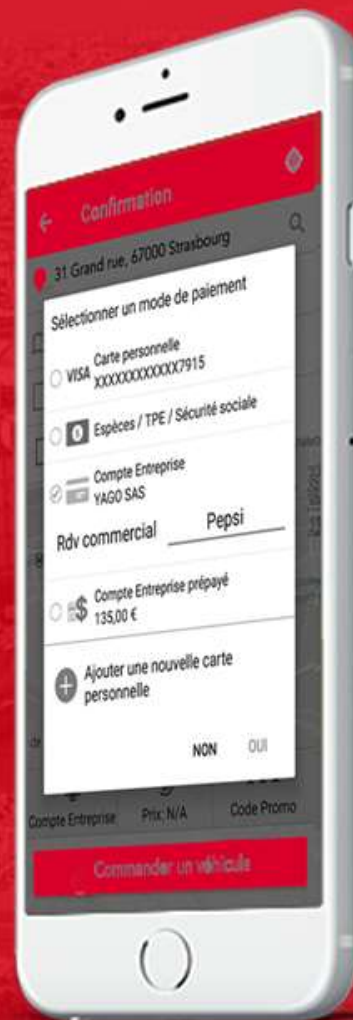 Confirmation
31 Grand rue, 67000 Strasbourg
Sélectionner un mode de paiement
VISA
Carte personnelle
XXXXXXXXXXXX7915
Espèces / TPE / Sécurité sociale
Compte Entreprise
YAGO SAS
Rdv commercial Pepsi
Compte Entreprise prépayé
135,00 €
Ajouter une nouvelle carte
personnelle
NON OUI
Compte Entreprise Prix: N/A Code Promo
Commander un véhicule